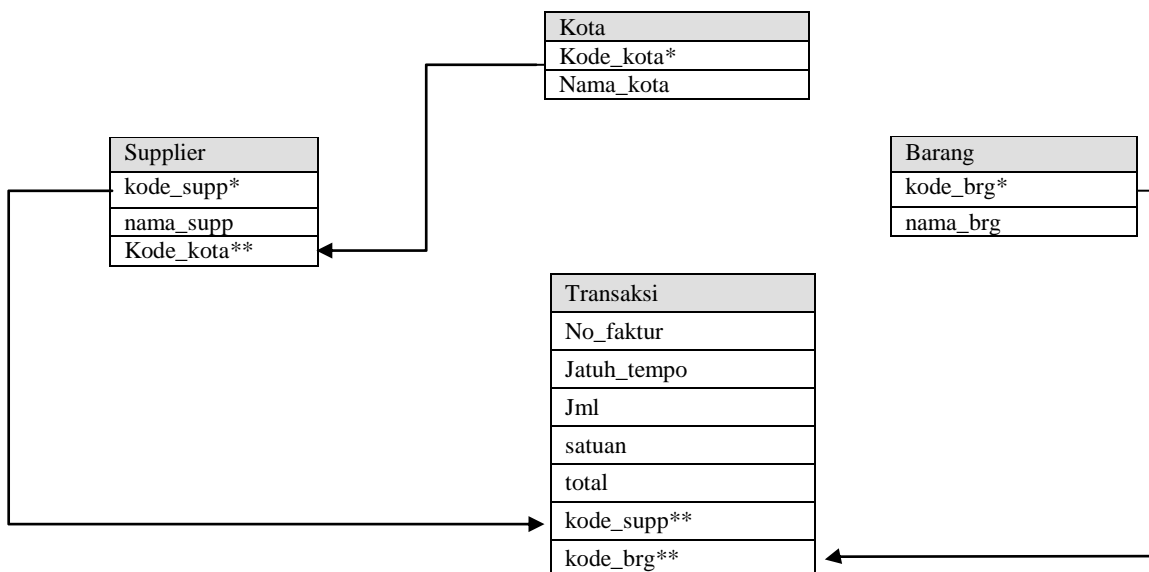 Kota
Kode_kota*
Nama_kota
Supplier
kode_supp*
nama_supp
Kode_kota**
Barang
kode_brg*
nama_brg
Transaksi
No_faktur
Jatuh_tempo
Jml
satuan
total
kode_supp**
kode_brg**